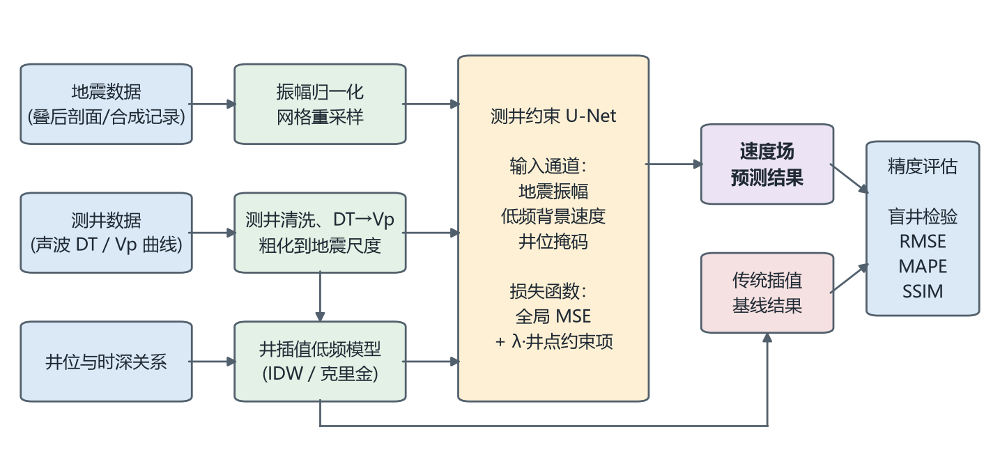 地震数据
(叠后剖面/合成记录)
振幅归一化
网格重采样
测井数据
(声波 DT / Vp 曲线)
测井清洗、DT→Vp
粗化到地震尺度
井位与时深关系
井插值低频模型
(IDW / 克里金)
测井约束 U-Net
输入通道：
地震振幅
低频背景速度
井位掩码
损失函数：
全局 MSE
+ λ·井点约束项
速度场
预测结果
传统插值
基线结果
精度评估
盲井检验
RMSE
MAPE
SSIM